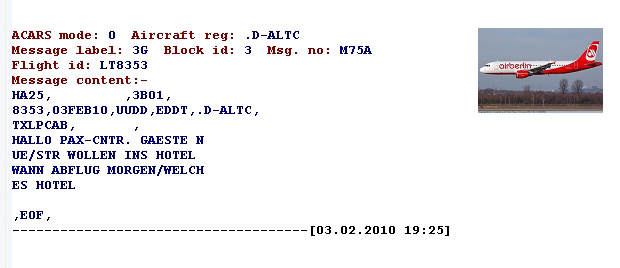 ACARS mode: O  Aircraft reg: .D-ALTC
Message label: 3G  Block id: 3  Msg. no: M75A
Flight id: LT8353
Message content:-
HA25,         ,3B01,
8353,03FEB10,UUDD,EDDT,.D-ALTC,
TXLPCAB,       ,
HALLO PAX-CNTR. GAESTE N
UE/STR WOLLEN INS HOTEL
WANN ABFLUG MORGEN/WELCH
ES HOTEL
,EOF,
-------------------------------------[03.02.2010 19:25]
airberlin